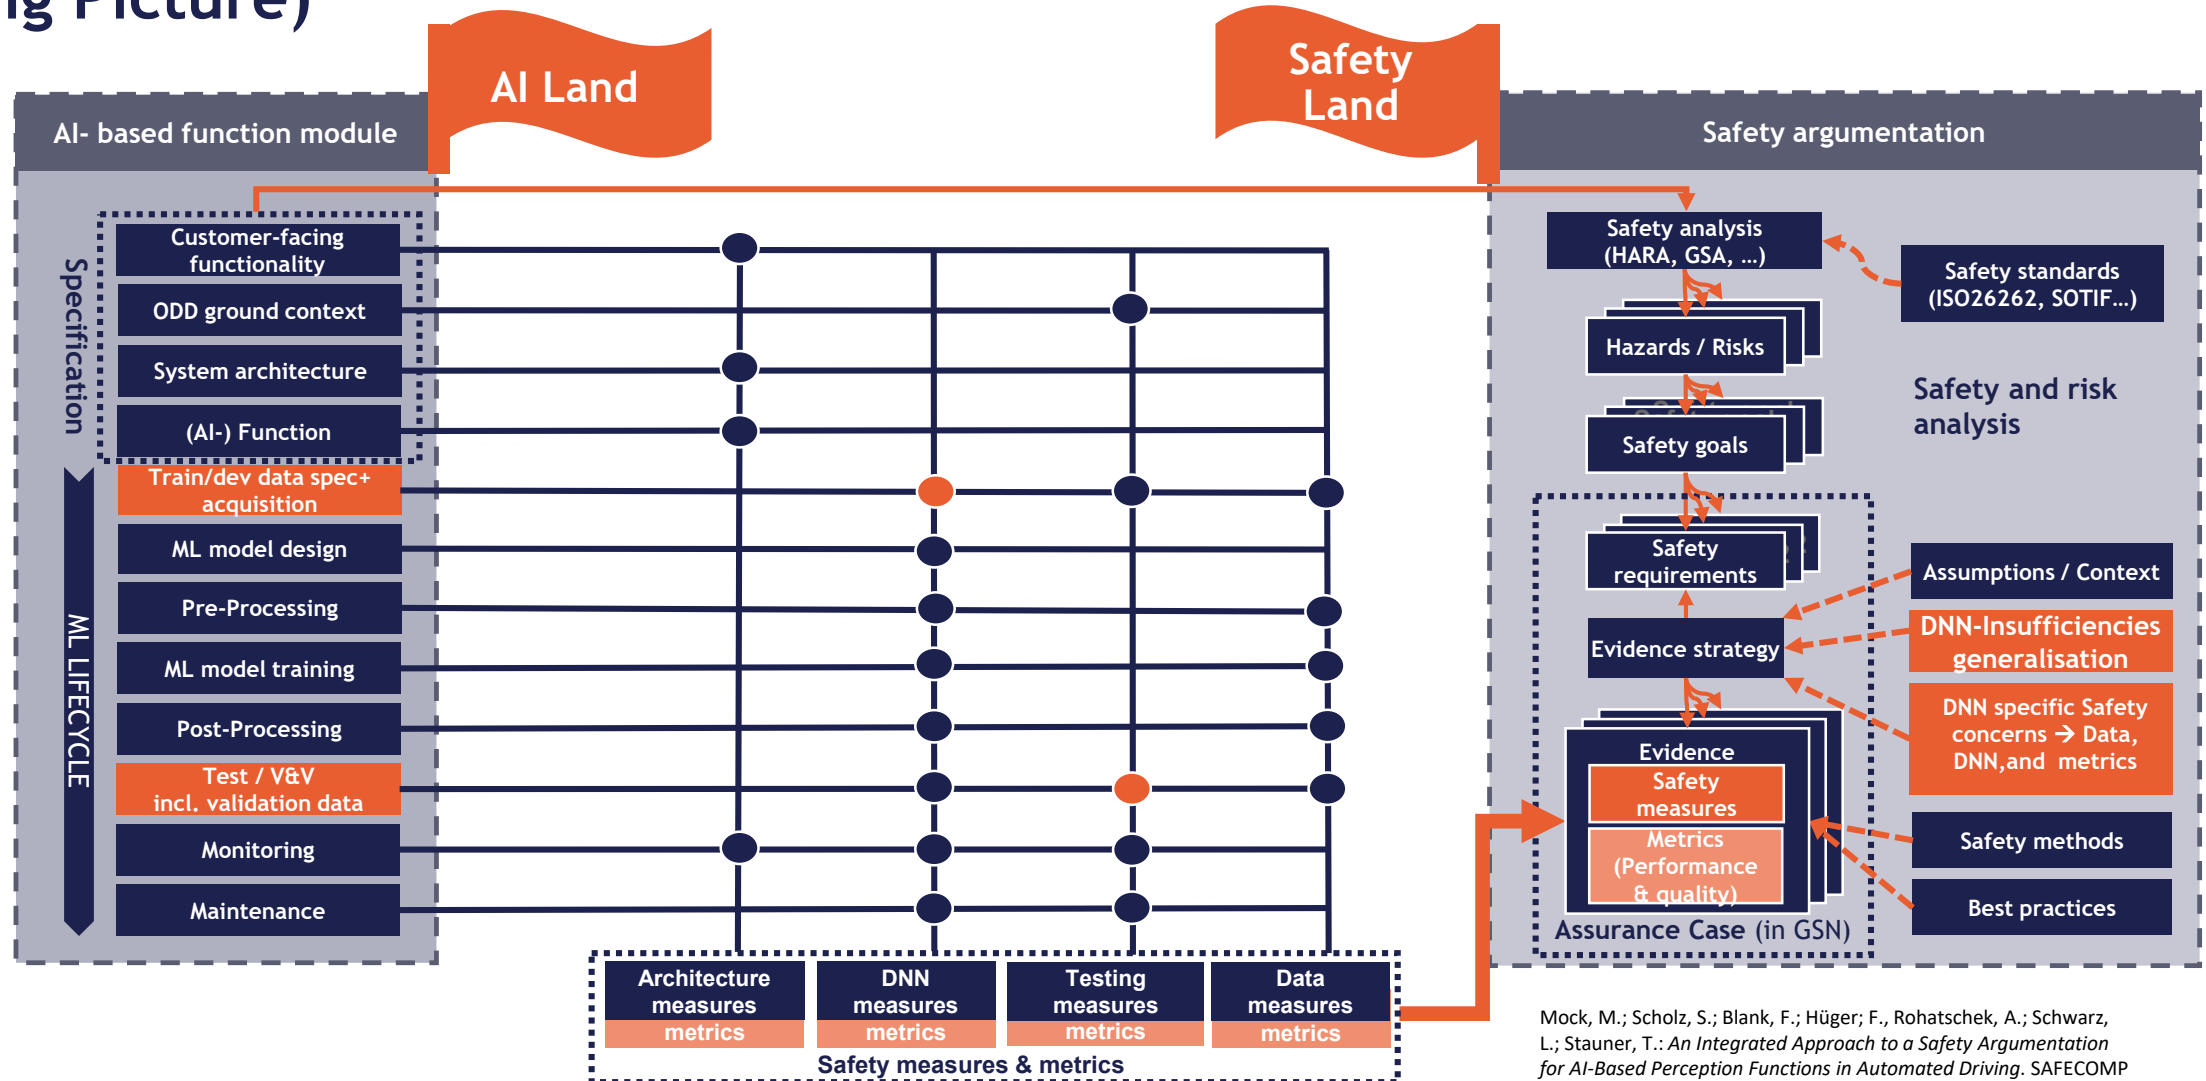 ng Picture)
AI Land
Safety
Land
AI- based function module
Safety argumentation
Specification
Customer-facing
functionality
ODD ground context
System architecture
(AI-) Function
ML LIFECYCLE
Train/dev data spec+
acquisition
ML model design
Pre-Processing
ML model training
Post-Processing
Test / V&V
incl. validation data
Monitoring
Maintenance
Architecture
measures
metrics
DNN
measures
metrics
Testing
measures
metrics
Data
measures
metrics
Safety measures & metrics
Safety analysis
(HARA, GSA, …)
Safety standards
(ISO26262, SOTIF…)
Hazards / Risks
Safety and risk
analysis
Safety goals
Safety
requirements
Assumptions / Context
Evidence strategy
DNN-Insufficiencies
generalisation
DNN specific Safety
concerns → Data,
DNN,and metrics
Evidence
Safety
measures
Metrics
(Performance
& quality)
Safety methods
Best practices
Assurance Case (in GSN)
Mock, M.; Scholz, S.; Blank, F.; Hüger; F., Rohatschek, A.; Schwarz,
L.; Stauner, T.: An Integrated Approach to a Safety Argumentation
for AI-Based Perception Functions in Automated Driving. SAFECOMP